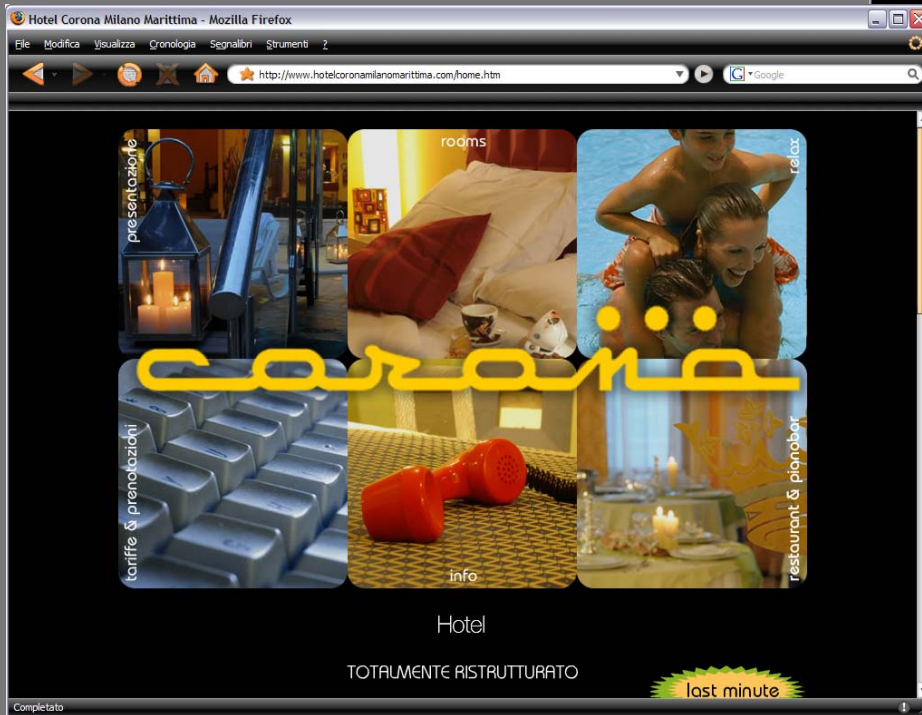 Hotel Corona Milano Marittima - Mozilla Firefox
File Modifica Visualizza Cronologia Segnalibri Strumenti ?
http://www.hotelcoronamilanomarittima.com/home.htm
G Google
presentazione
rooms
relax
corona
tariffe & prenotazioni
info
restaurant & pianobar
Hotel
TOTALMENTE RISTRUTTURATO
last minute
Completato